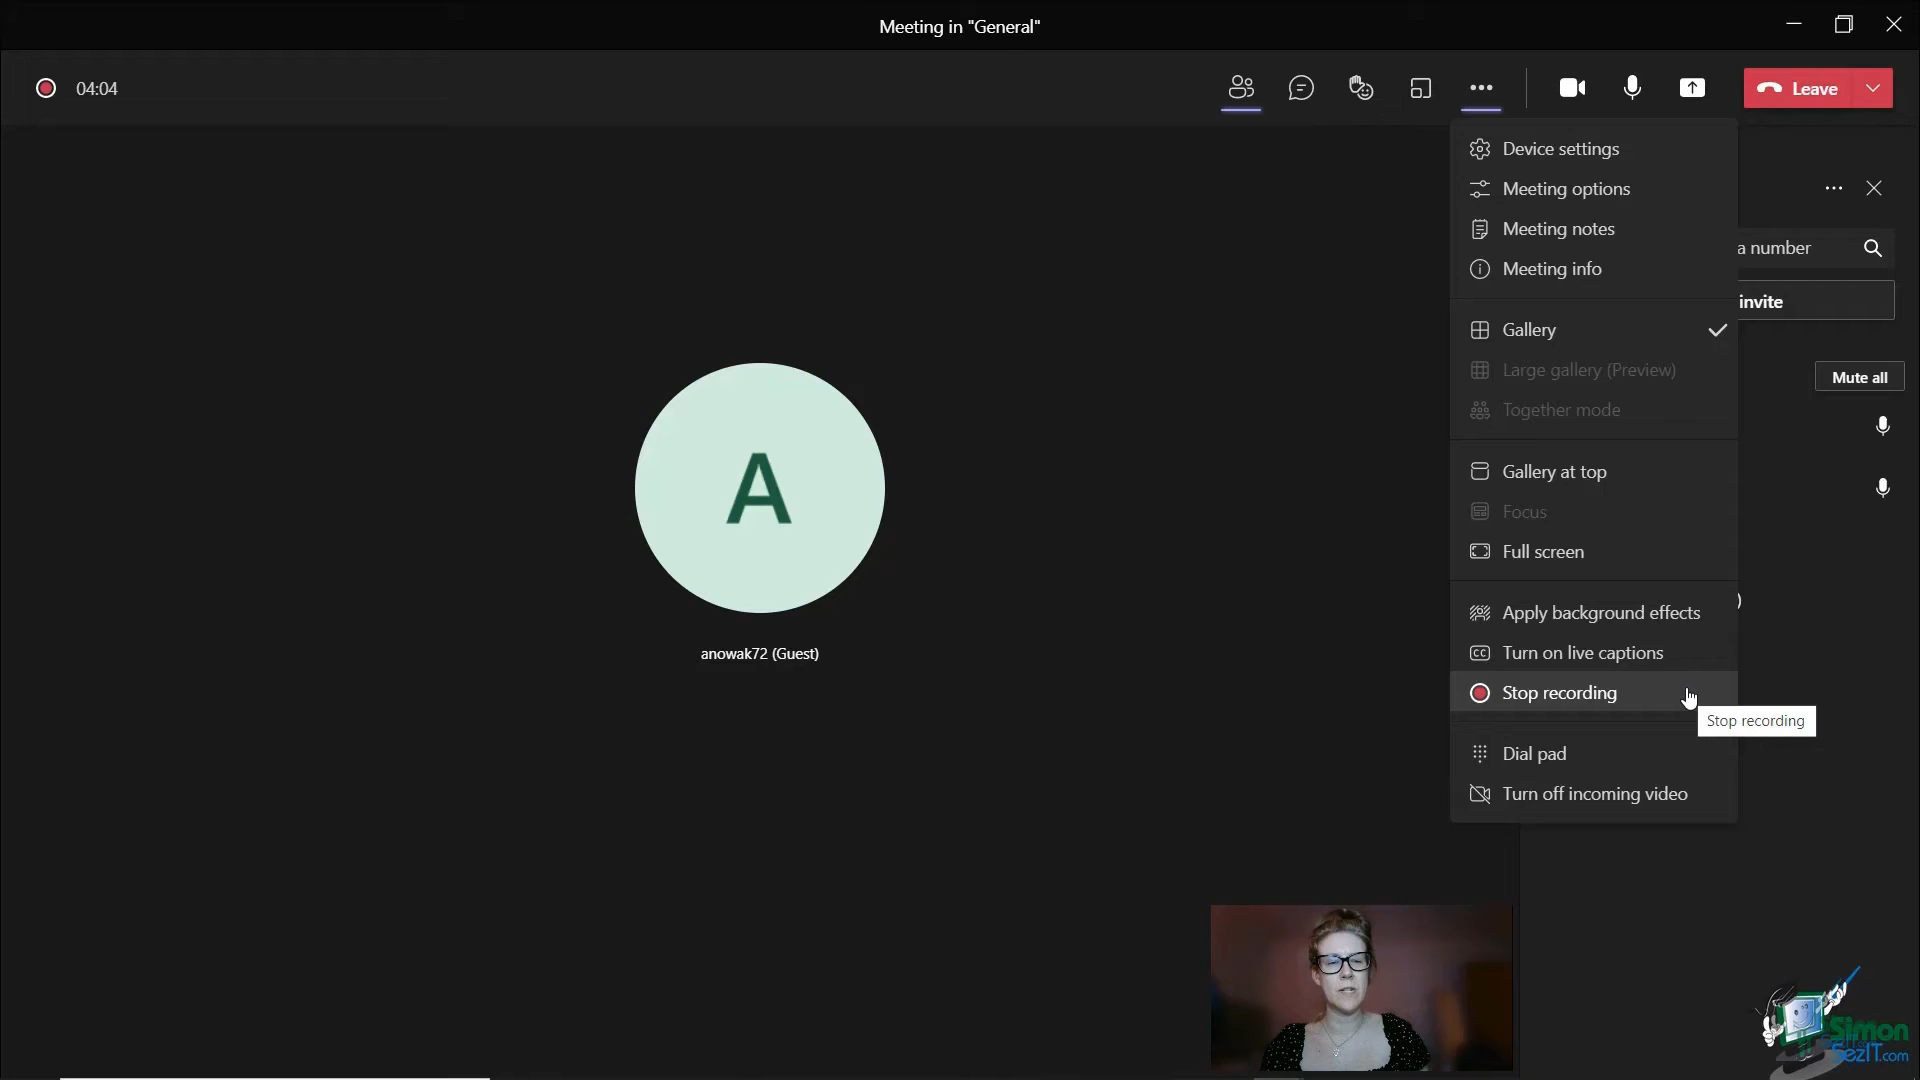 Meeting in "General"
04:04
Leave
Device settings
Meeting options
Meeting notes
Meeting info
a number
invite
Gallery
Large gallery (Preview)
Together mode
Mute all
Gallery at top
Focus
Full screen
Apply background effects
Turn on live captions
Stop recording
Stop recording
Dial pad
Turn off incoming video
A
anowak72 (Guest)
Simon
SezIT.com